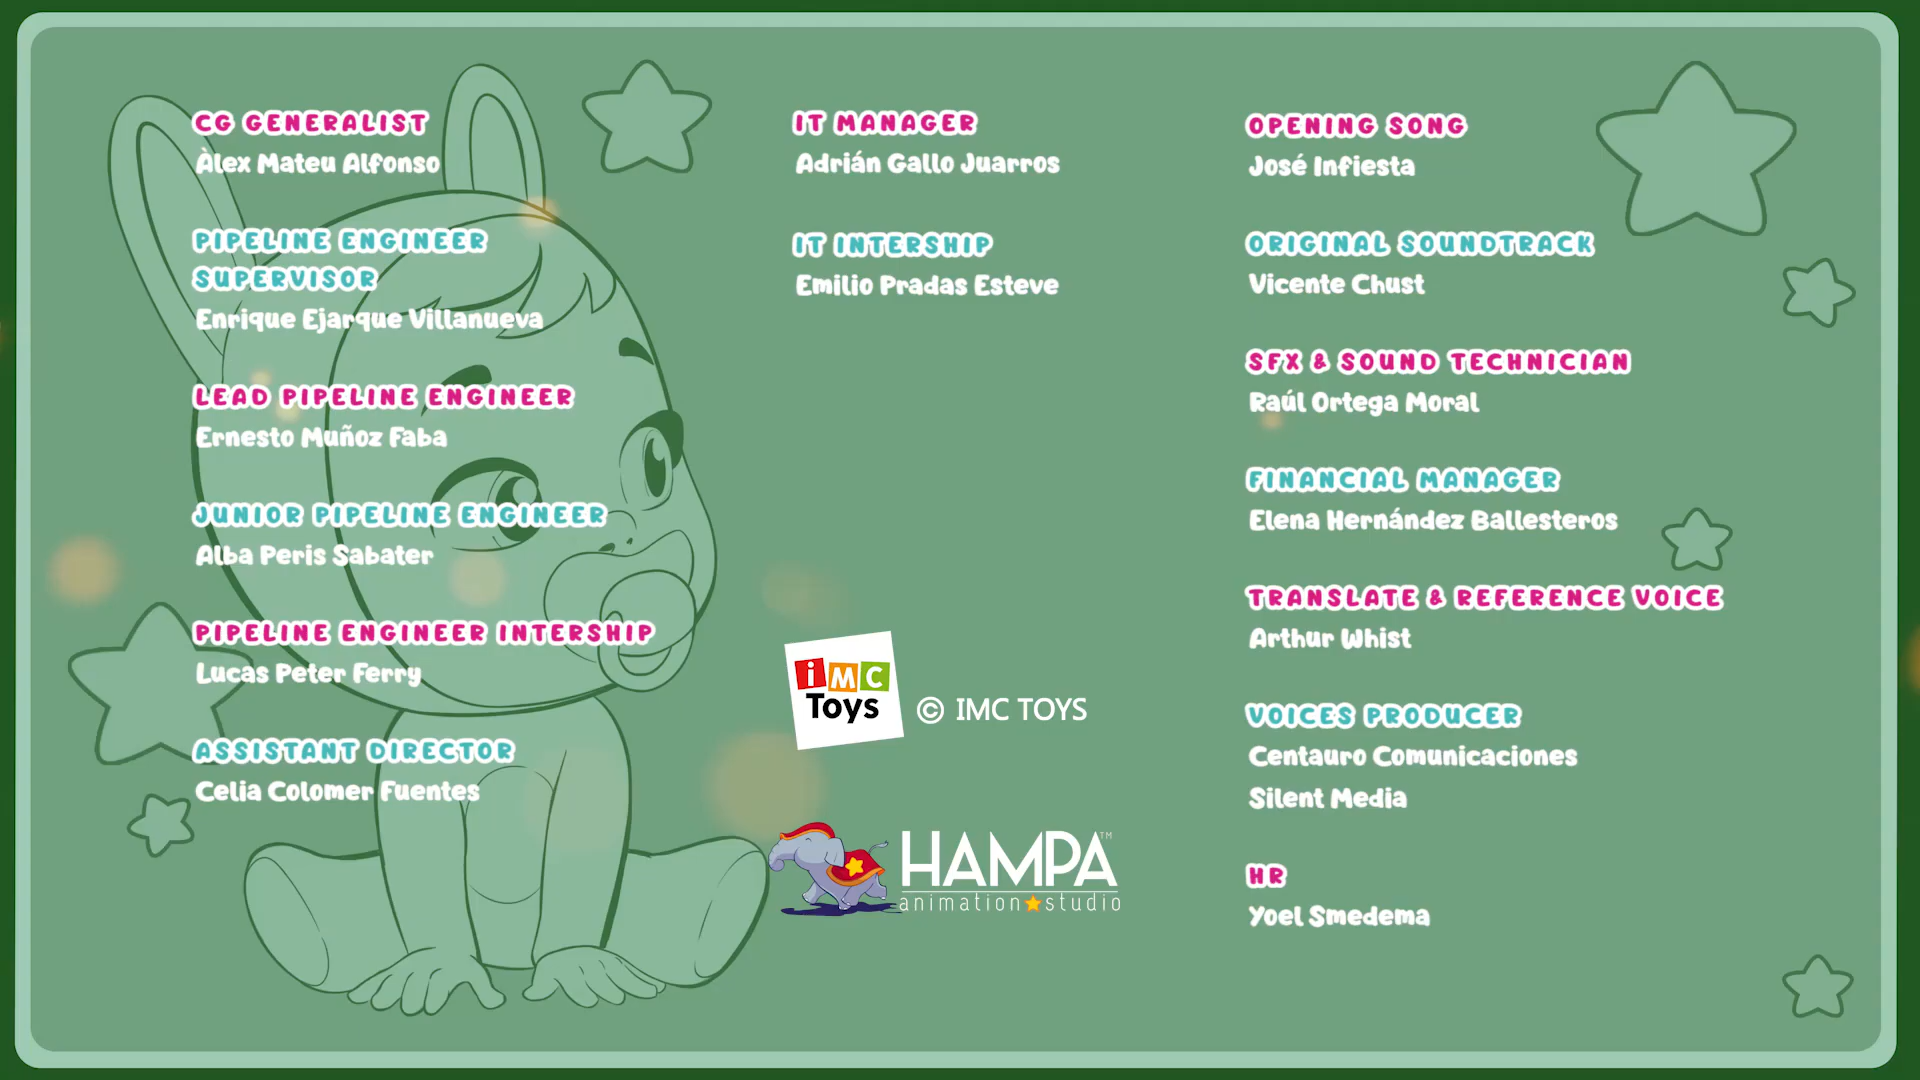 CG GENERALIST
Àlex Mateu Alfonso
PIPELINE ENGINEER
SUPERVISOR
Enrique Ejarque Villanueva
LEAD PIPELINE ENGINEER
Ernesto Muñoz Faba
JUNIOR PIPELINE ENGINEER
Alba Peris Sabater
PIPELINE ENGINEER INTERSHIP
Lucas Peter Ferry
ASSISTANT DIRECTOR
Celia Colomer Fuentes
IT MANAGER
Adrián Gallo Juarros
IT INTERSHIP
Emilio Pradas Esteve
iMC
Toys
© IMC TOYS
HAMPA™
animation studio
OPENING SONG
José Infiesta
ORIGINAL SOUNDTRACK
Vicente Chust
SFX & SOUND TECHNICIAN
Raúl Ortega Moral
FINANCIAL MANAGER
Elena Hernández Ballesteros
TRANSLATE & REFERENCE VOICE
Arthur Whist
VOICES PRODUCER
Centauro Comunicaciones
Silent Media
HR
Yoel Smedema